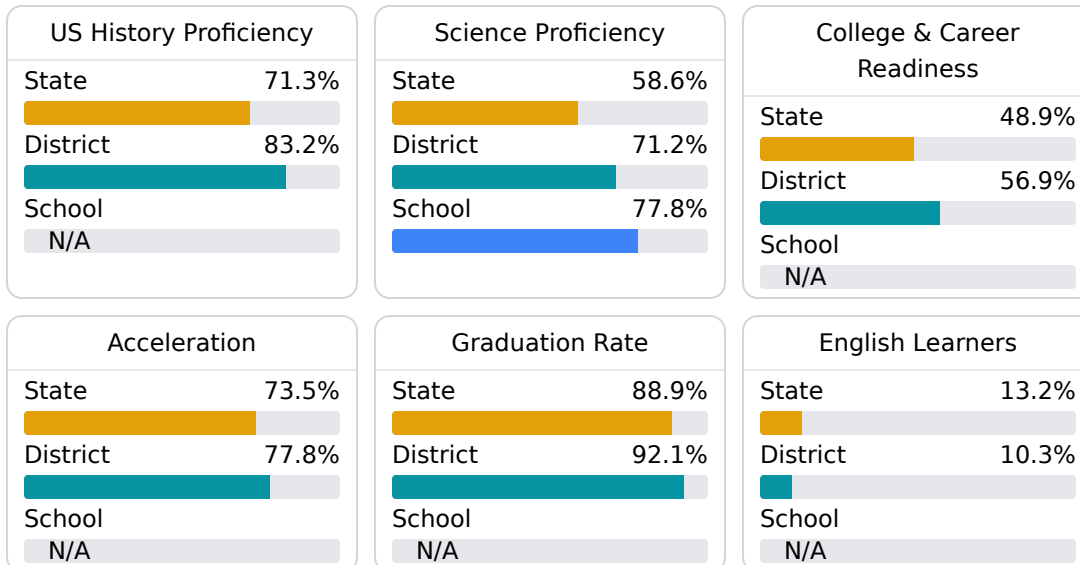 US History Proficiency
State 71.3%
District 83.2%
School
N/A
Science Proficiency
State 58.6%
District 71.2%
School 77.8%
College & Career
Readiness
State 48.9%
District 56.9%
School
N/A
Acceleration
State 73.5%
District 77.8%
School
N/A
Graduation Rate
State 88.9%
District 92.1%
School
N/A
English Learners
State 13.2%
District 10.3%
School
N/A